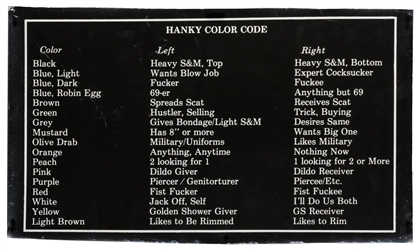 HANKY COLOR CODE
Color Left Right
Black Heavy S&M, Top Heavy S&M, Bottom
Blue, Light Wants Blow Job Expert Cocksucker
Blue, Dark Fucker Fuckee
Blue, Robin Egg 69-er Anything but 69
Brown Spreads Scat Receives Scat
Green Hustler, Selling Trick, Buying
Grey Gives Bondage/Light S&M Desires Same
Mustard Has 8" or more Wants Big One
Olive Drab Military/Uniforms Likes Military
Orange Anything, Anytime Nothing Now
Peach 2 looking for 1 1 looking for 2 or More
Pink Dildo Giver Dildo Receiver
Purple Piercer / Genitorturer Piercee/Etc.
Red Fist Fucker Fist Fuckee
White Jack Off, Self I'll Do Us Both
Yellow Golden Shower Giver GS Receiver
Light Brown Likes to Be Rimmed Likes to Rim